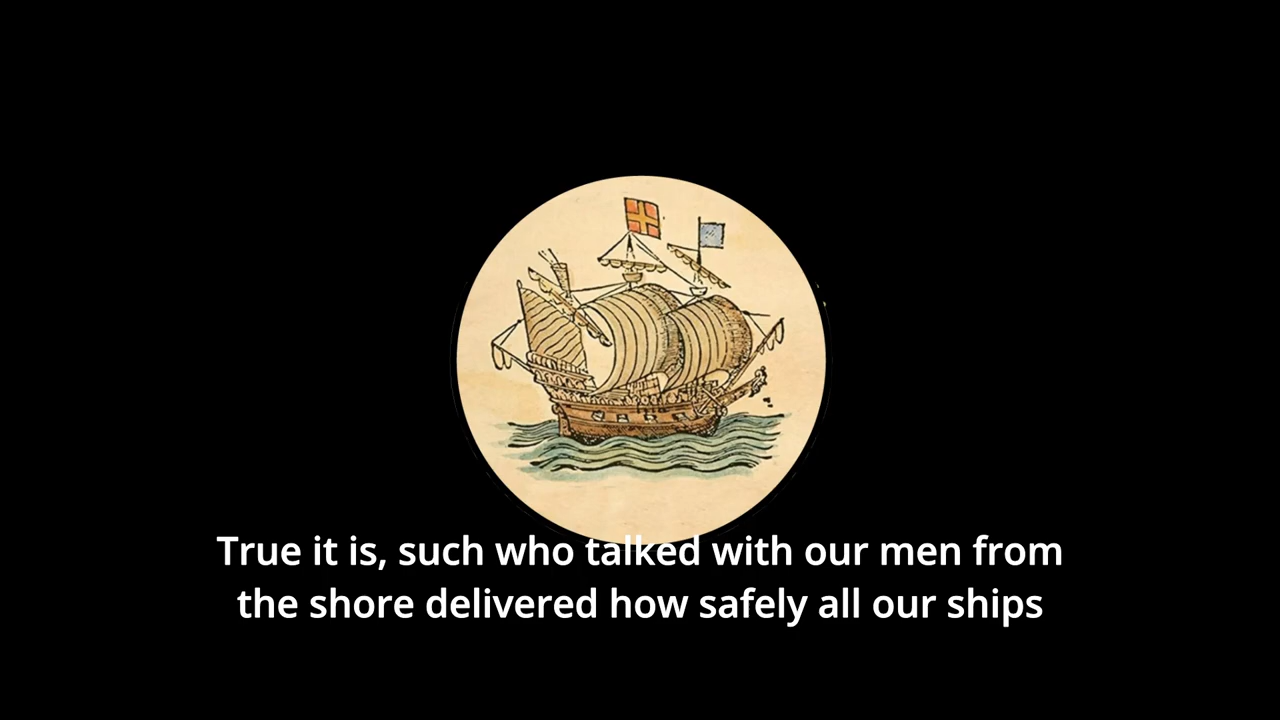 True it is, such who talked with our men from
the shore delivered how safely all our ships